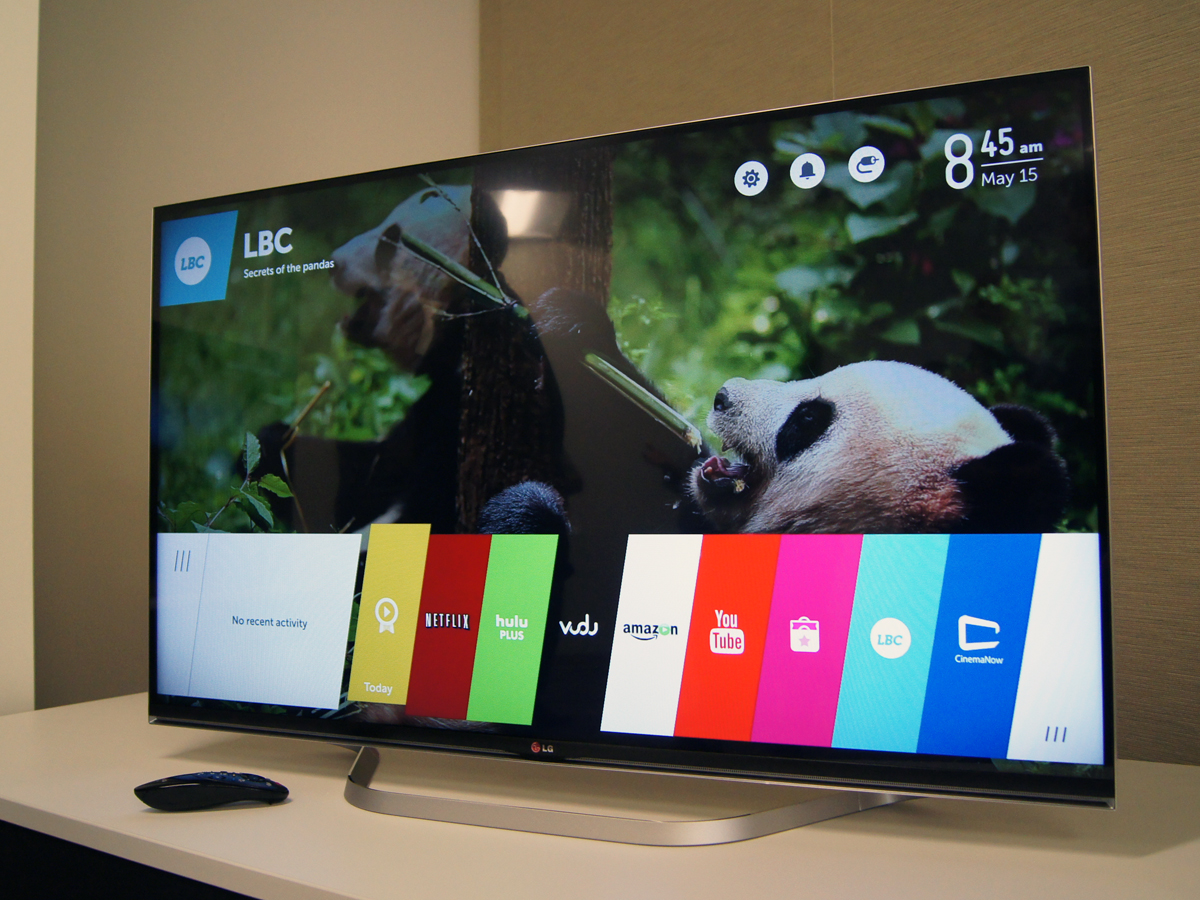 LBC
LBC
Secrets of the pandas
8 45 am
May 15
No recent activity
Today
NETFLIX
hulu
PLUS
vudu
amazon
You
Tube
LBC
CinemaNow
LG